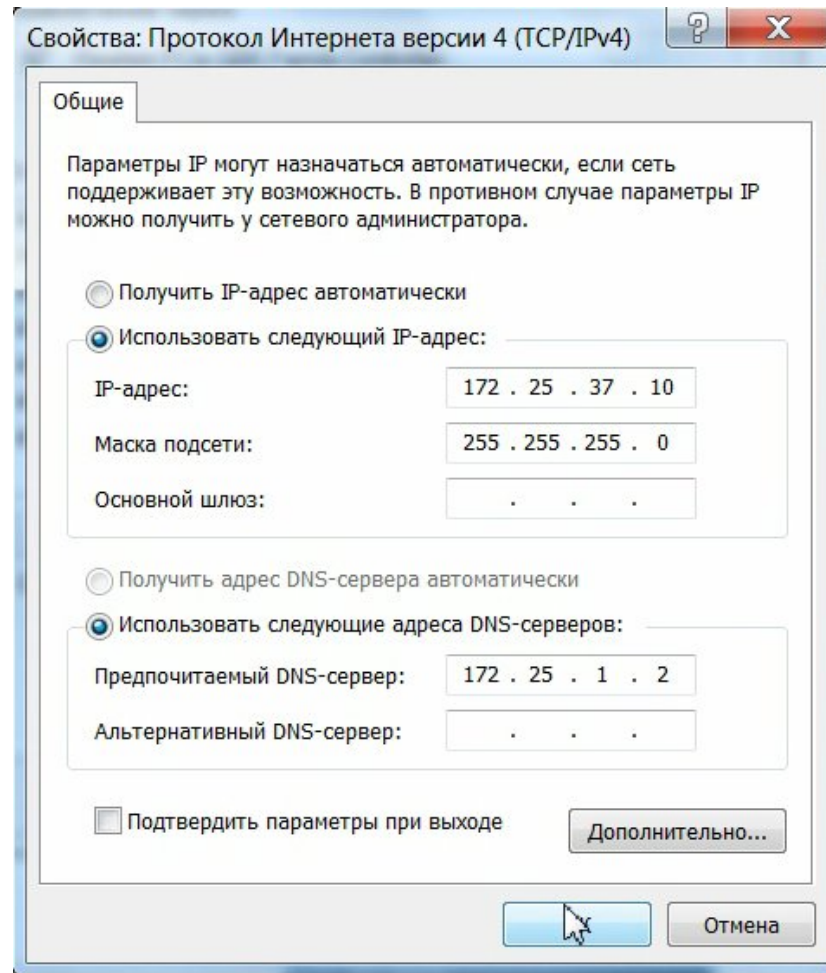 Свойства: Протокол Интернета версии 4 (TCP/IPv4)
Общие
Параметры IP могут назначаться автоматически, если сеть
поддерживает эту возможность. В противном случае параметры IP
можно получить у сетевого администратора.
Получить IP-адрес автоматически
Использовать следующий IP-адрес:
IP-адрес: 172 . 25 . 37 . 10
Маска подсети: 255 . 255 . 255 . 0
Основной шлюз: . . .
Получить адрес DNS-сервера автоматически
Использовать следующие адреса DNS-серверов:
Предпочитаемый DNS-сервер: 172 . 25 . 1 . 2
Альтернативный DNS-сервер: . . .
Подтвердить параметры при выходе
Дополнительно...
Отмена